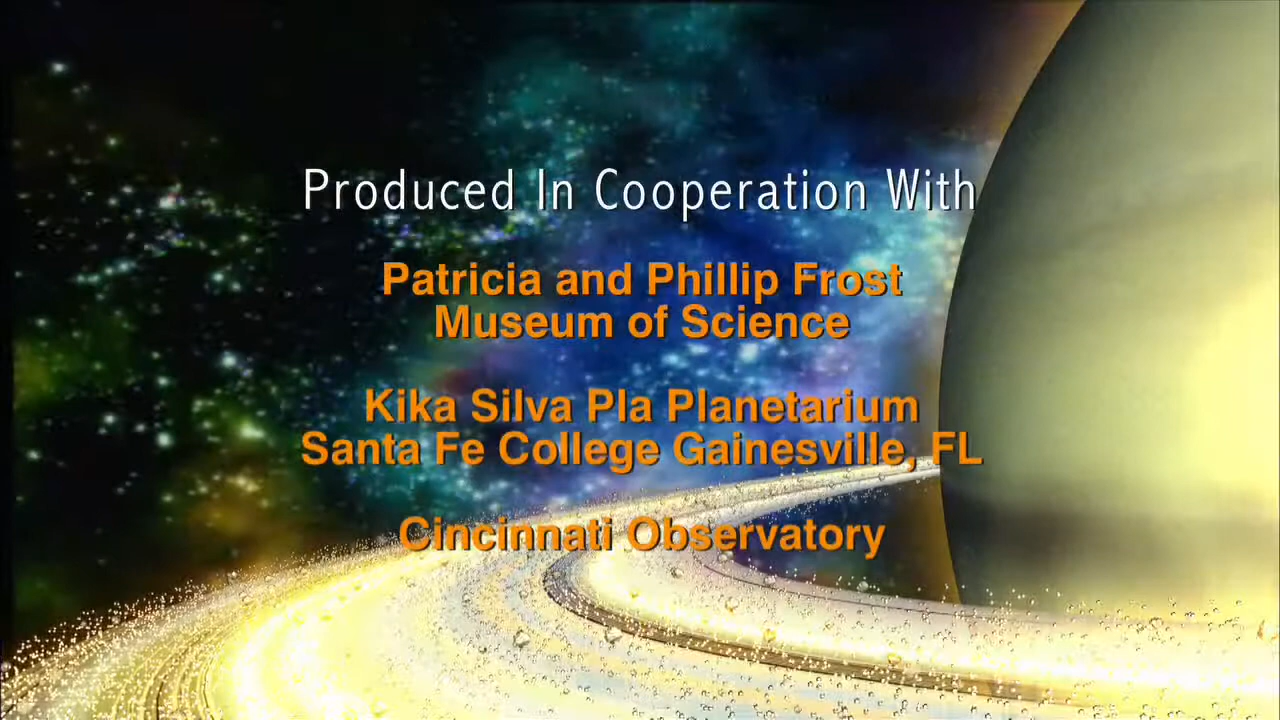 Produced In Cooperation With
Patricia and Phillip Frost
Museum of Science
Kika Silva Pla Planetarium
Santa Fe College Gainesville, FL
Cincinnati Observatory